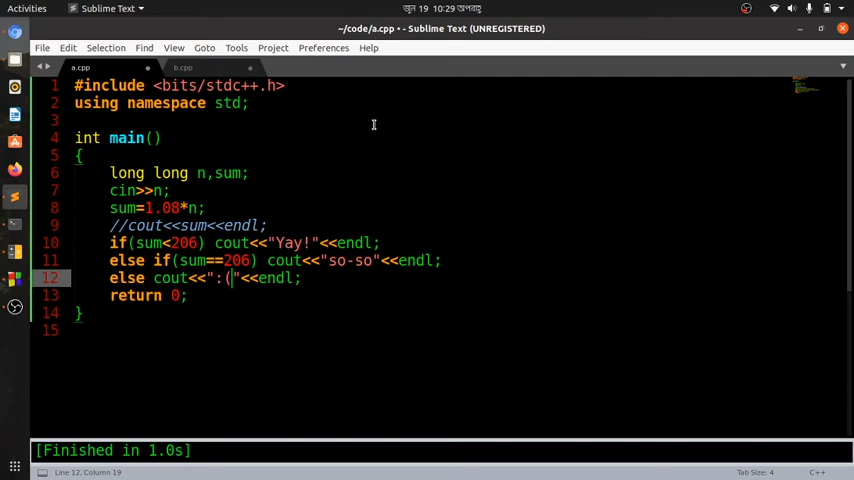 Activities Sublime Text জুন 19 10:29 অপরাহ্ণ
~/code/a.cpp • - Sublime Text (UNREGISTERED)
File Edit Selection Find View Goto Tools Project Preferences Help
a.cpp b.cpp
1 #include <bits/stdc++.h>
2 using namespace std;
3
4 int main()
5 {
6 long long n,sum;
7 cin>>n;
8 sum=1.08*n;
9 //cout<<sum<<endl;
10 if(sum<206) cout<<"Yay!"<<endl;
11 else if(sum==206) cout<<"so-so"<<endl;
12 else cout<<":("<<endl;
13 return 0;
14 }
15
[Finished in 1.0s]
Line 12, Column 19 Tab Size: 4 C++